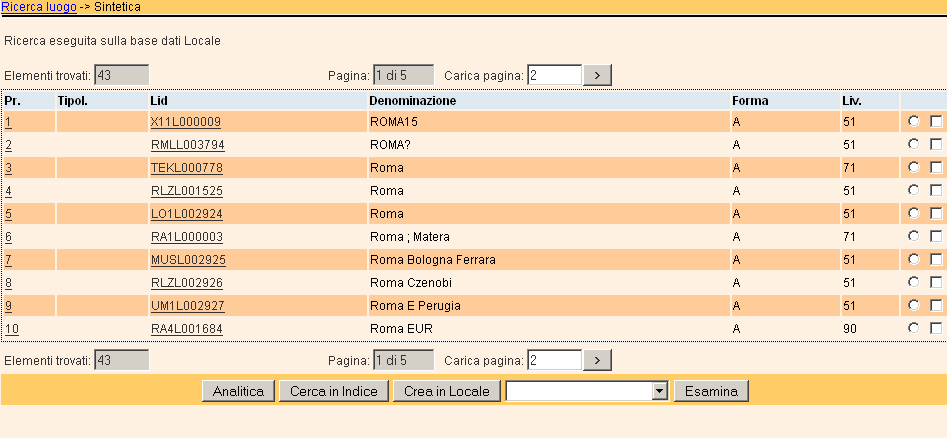 Ricerca luogo -> Sintetica
Ricerca eseguita sulla base dati Locale
Elementi trovati: 43 Pagina: 1 di 5 Carica pagina: 2 >
Pr. Tipol. Lid Denominazione Forma Liv.
1 X11L000009 ROMA15 A 51
2 RMLL003794 ROMA? A 51
3 TEKL000778 Roma A 71
4 RLZL001525 Roma A 51
5 LO1L002924 Roma A 51
6 RA1L000003 Roma ; Matera A 71
7 MUSL002925 Roma Bologna Ferrara A 51
8 RLZL002926 Roma Czenobi A 51
9 UM1L002927 Roma E Perugia A 51
10 RA4L001684 Roma EUR A 90
Elementi trovati: 43 Pagina: 1 di 5 Carica pagina: 2 >
Analitica Cerca in Indice Crea in Locale Esamina